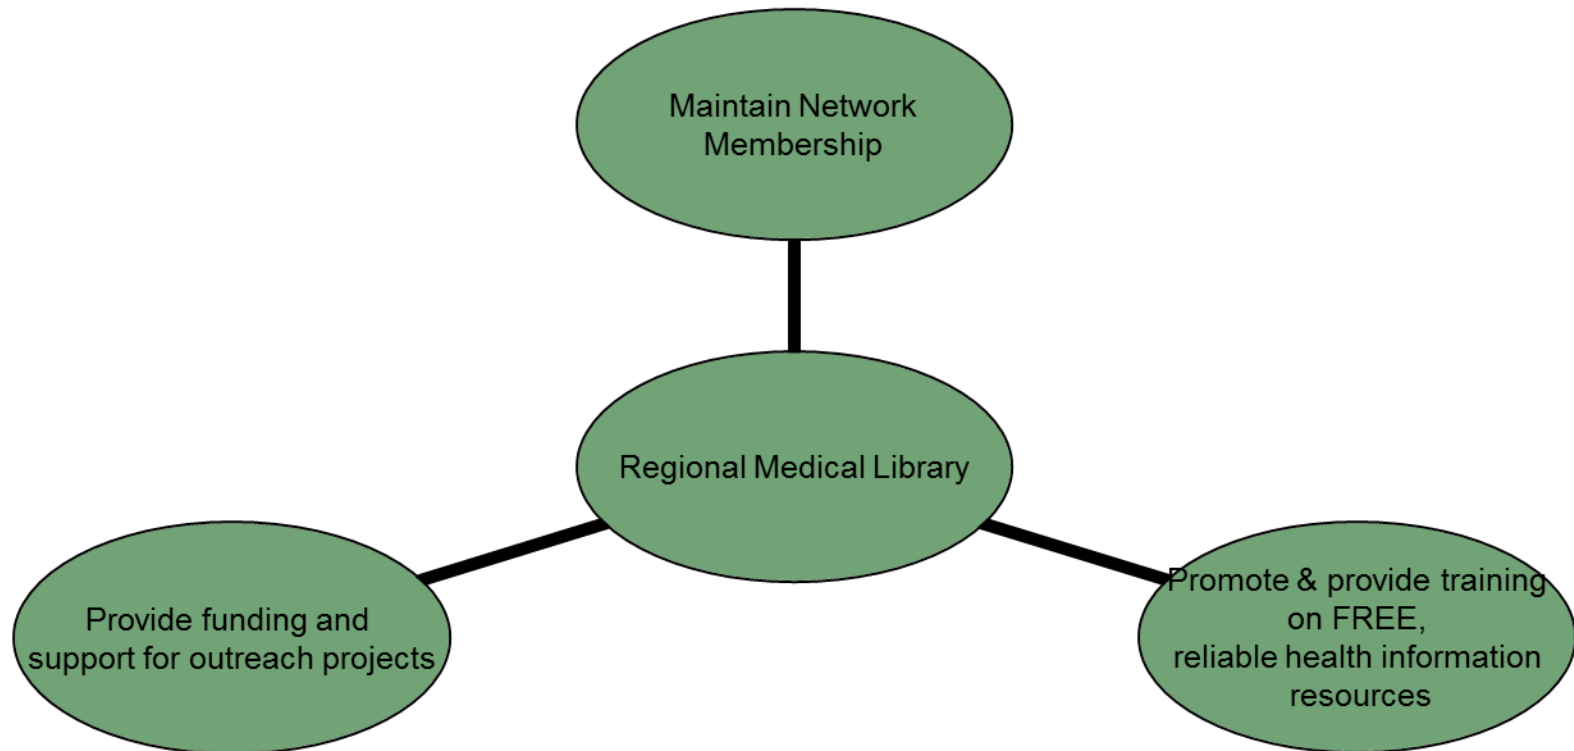 Maintain Network
Membership
Regional Medical Library
Provide funding and
support for outreach projects
Promote & provide training
on FREE,
reliable health information
resources